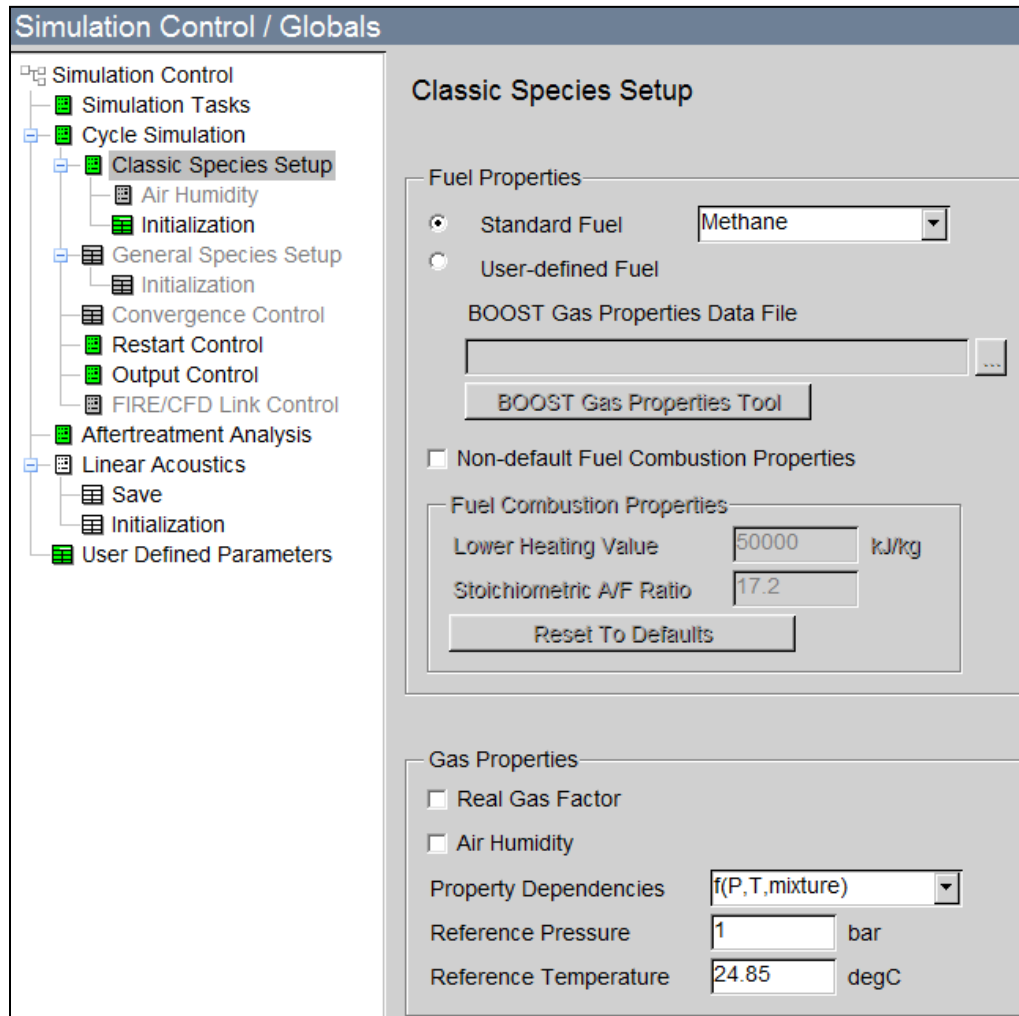 Simulation Control / Globals
Simulation Control
Simulation Tasks
Cycle Simulation
Classic Species Setup
Air Humidity
Initialization
General Species Setup
Initialization
Convergence Control
Restart Control
Output Control
FIRE/CFD Link Control
Aftertreatment Analysis
Linear Acoustics
Save
Initialization
User Defined Parameters
Classic Species Setup
Fuel Properties
Standard Fuel Methane
User-defined Fuel
BOOST Gas Properties Data File
...
BOOST Gas Properties Tool
Non-default Fuel Combustion Properties
Fuel Combustion Properties
Lower Heating Value 50000 kJ/kg
Stoichiometric A/F Ratio 17.2
Reset To Defaults
Gas Properties
Real Gas Factor
Air Humidity
Property Dependencies f(P,T,mixture)
Reference Pressure 1 bar
Reference Temperature 24.85 degC